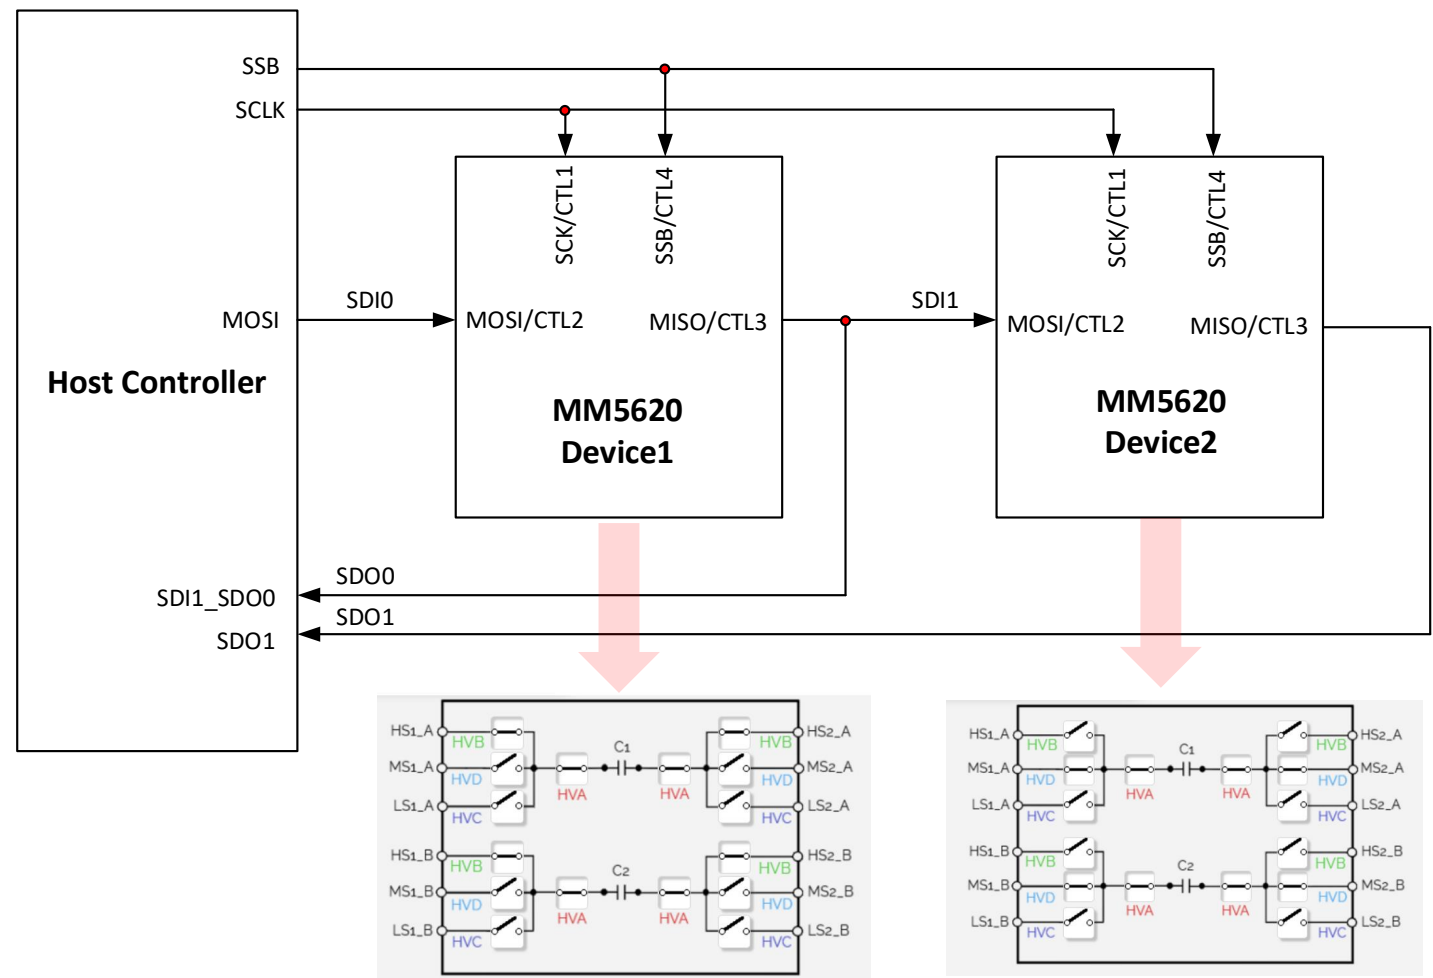 SSB
SCLK
MOSI
Host Controller
SDI1_SDO0
SDO1
SDI0
SCK/CTL1
SSB/CTL4
MOSI/CTL2
MISO/CTL3
MM5620
Device1
SDI1
SCK/CTL1
SSB/CTL4
MOSI/CTL2
MISO/CTL3
MM5620
Device2
SDO0
SDO1
HS1_A
HVB
C1
HVB
HS2_A
MS1_A
HVD
HVA
HVA
HVD
MS2_A
LS1_A
HVC
HVC
LS2_A
HS1_B
HVB
C2
HVB
HS2_B
MS1_B
HVD
HVA
HVA
HVD
MS2_B
LS1_B
HVC
HVC
LS2_B
HS1_A
HVB
C1
HVB
HS2_A
MS1_A
HVD
HVA
HVA
HVD
MS2_A
LS1_A
HVC
HVC
LS2_A
HS1_B
HVB
C2
HVB
HS2_B
MS1_B
HVD
HVA
HVA
HVD
MS2_B
LS1_B
HVC
HVC
LS2_B